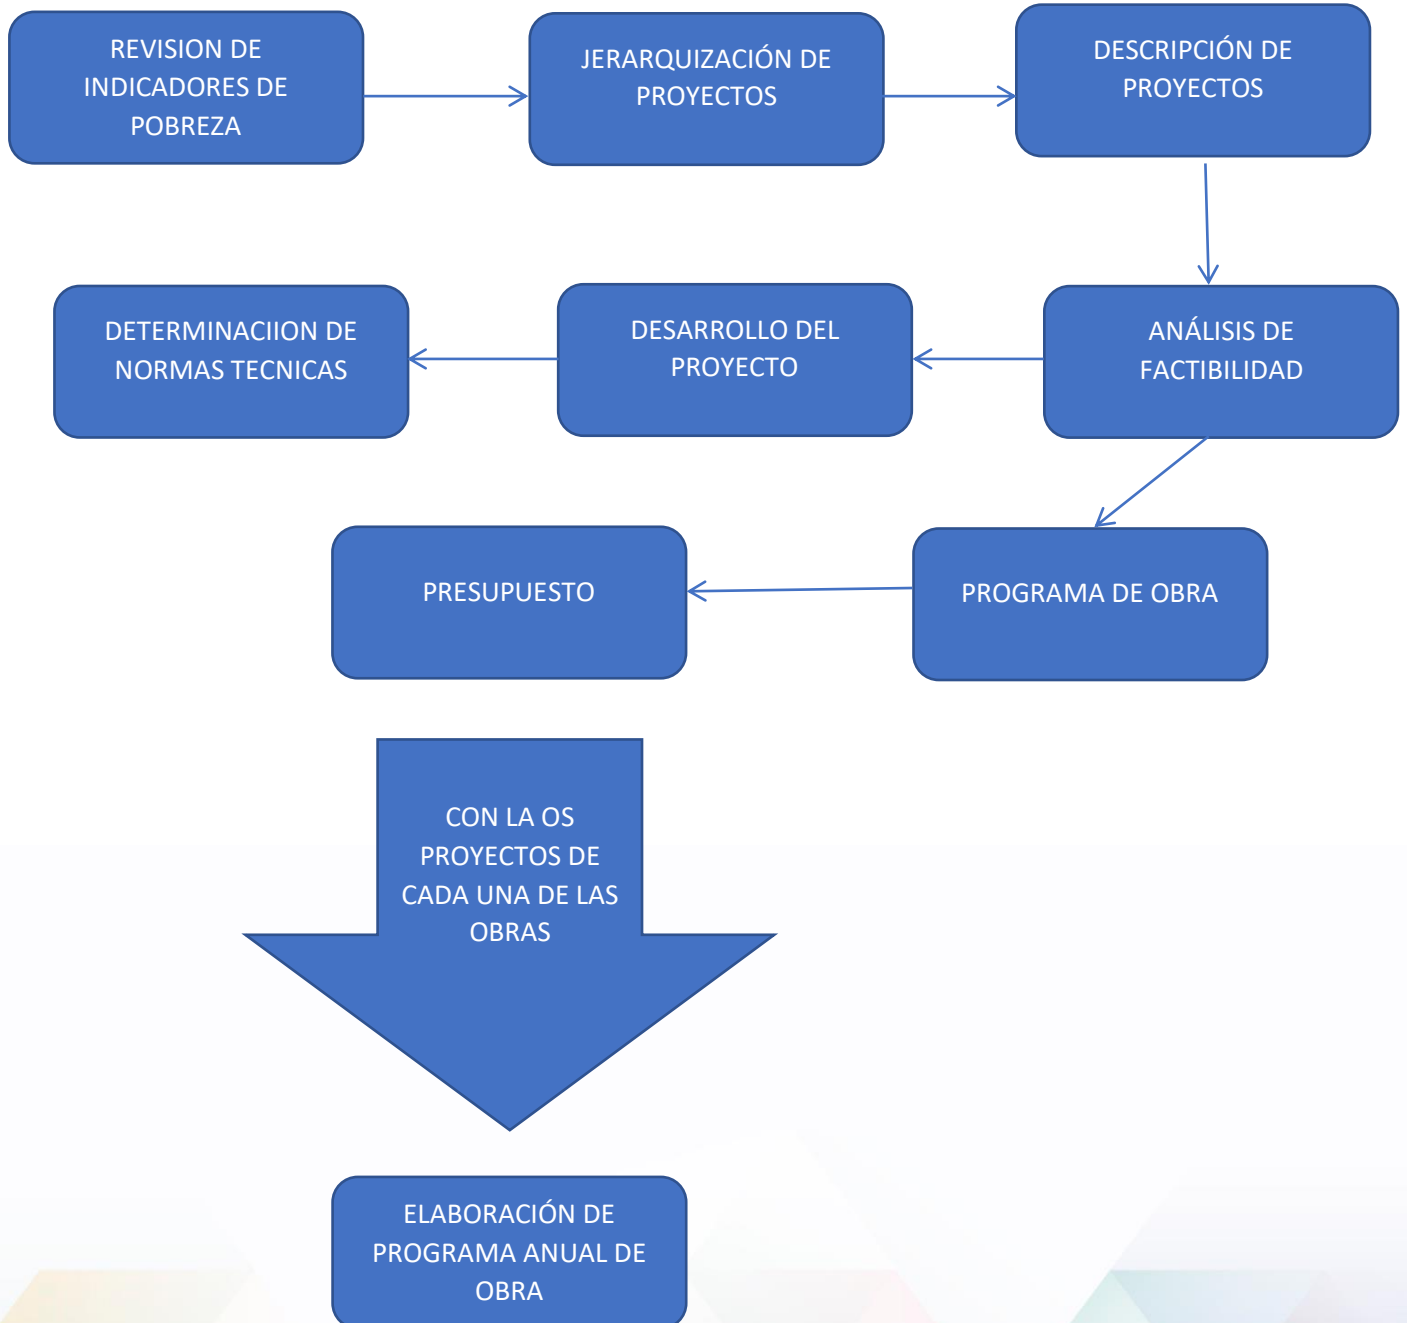 REVISION DE
INDICADORES DE
POBREZA
JERARQUIZACIÓN DE
PROYECTOS
DESCRIPCIÓN DE
PROYECTOS
ANÁLISIS DE
FACTIBILIDAD
DESARROLLO DEL
PROYECTO
DETERMINACIION DE
NORMAS TECNICAS
PROGRAMA DE OBRA
PRESUPUESTO
CON LA OS
PROYECTOS DE
CADA UNA DE LAS
OBRAS
ELABORACIÓN DE
PROGRAMA ANUAL DE
OBRA